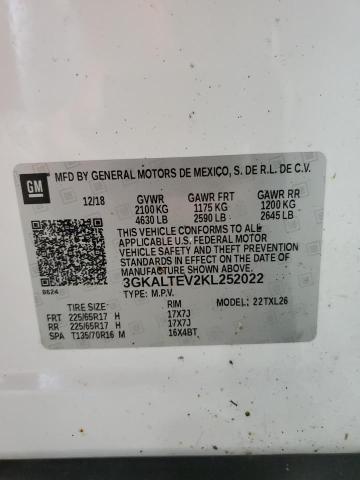 GM
MFD BY GENERAL MOTORS DE MEXICO, S. DE R.L. DE C.V.
12/18 GVWR GAWR FRT GAWR RR
2100 KG 1175 KG 1200 KG
4630 LB 2590 LB 2645 LB
THIS VEHICLE CONFORMS TO ALL
APPLICABLE U.S. FEDERAL MOTOR
VEHICLE SAFETY, BUMPER, AND THEFT
PREVENTION STANDARDS IN EFFECT
ON THE DATE OF MANUFACTURE
SHOWN ABOVE.
3GKALTEV2KL252022
8624 TYPE: M.P.V. MODEL: 22TXL26
TIRE SIZE RIM
FRT 225/65R17 H 17X7J
RR 225/65R17 H 17X7J
SPA T135/70R16 M 16X4BT